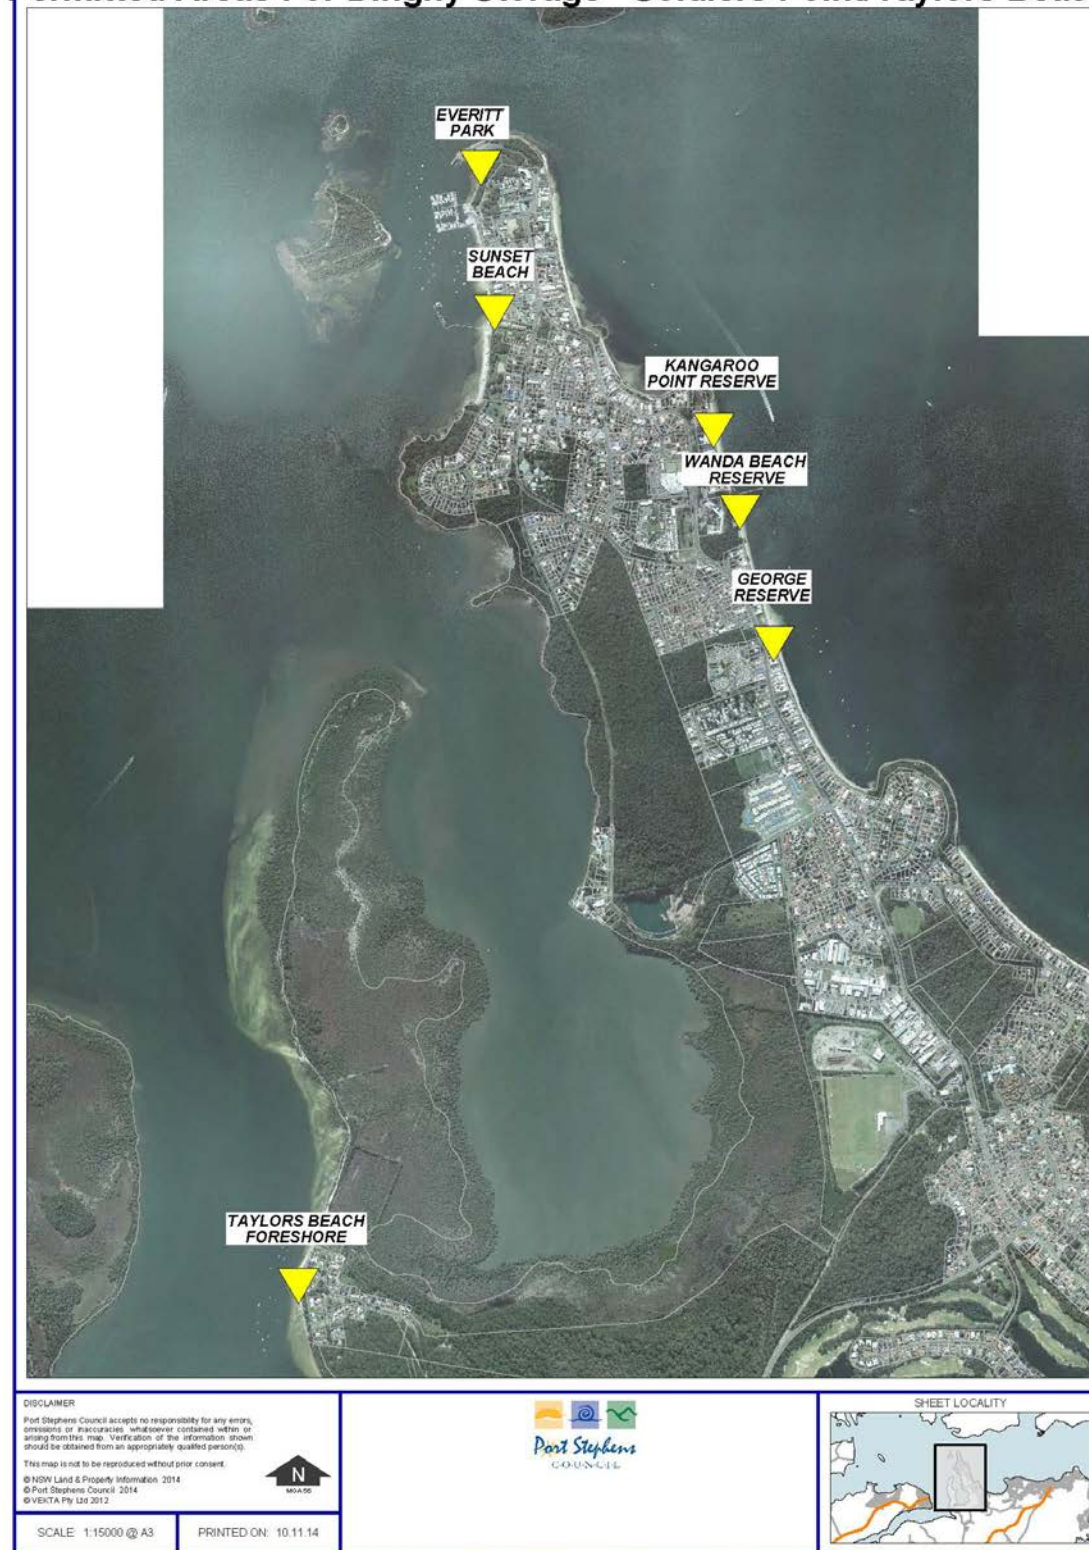 EVERITT
PARK
SUNSET
BEACH
KANGAROO
POINT RESERVE
WANDA BEACH
RESERVE
GEORGE
RESERVE
TAYLORS BEACH
FORESHORE
DISCLAIMER
Port Stephens Council accepts no responsibility for any errors,
omissions or inaccuracies whatsoever contained within or
arising from this map. Verification of the information shown
should be obtained from an appropriately qualified person(s).
This map is not to be reproduced without prior consent.
© NSW Land & Property Information 2014
© Port Stephens Council 2014
© VEKTA Pty Ltd 2012
N
MGA 56
SCALE: 1:15000 @ A3
PRINTED ON: 10.11.14
Port Stephens
C·O·U·N·C·I·L
SHEET LOCALITY